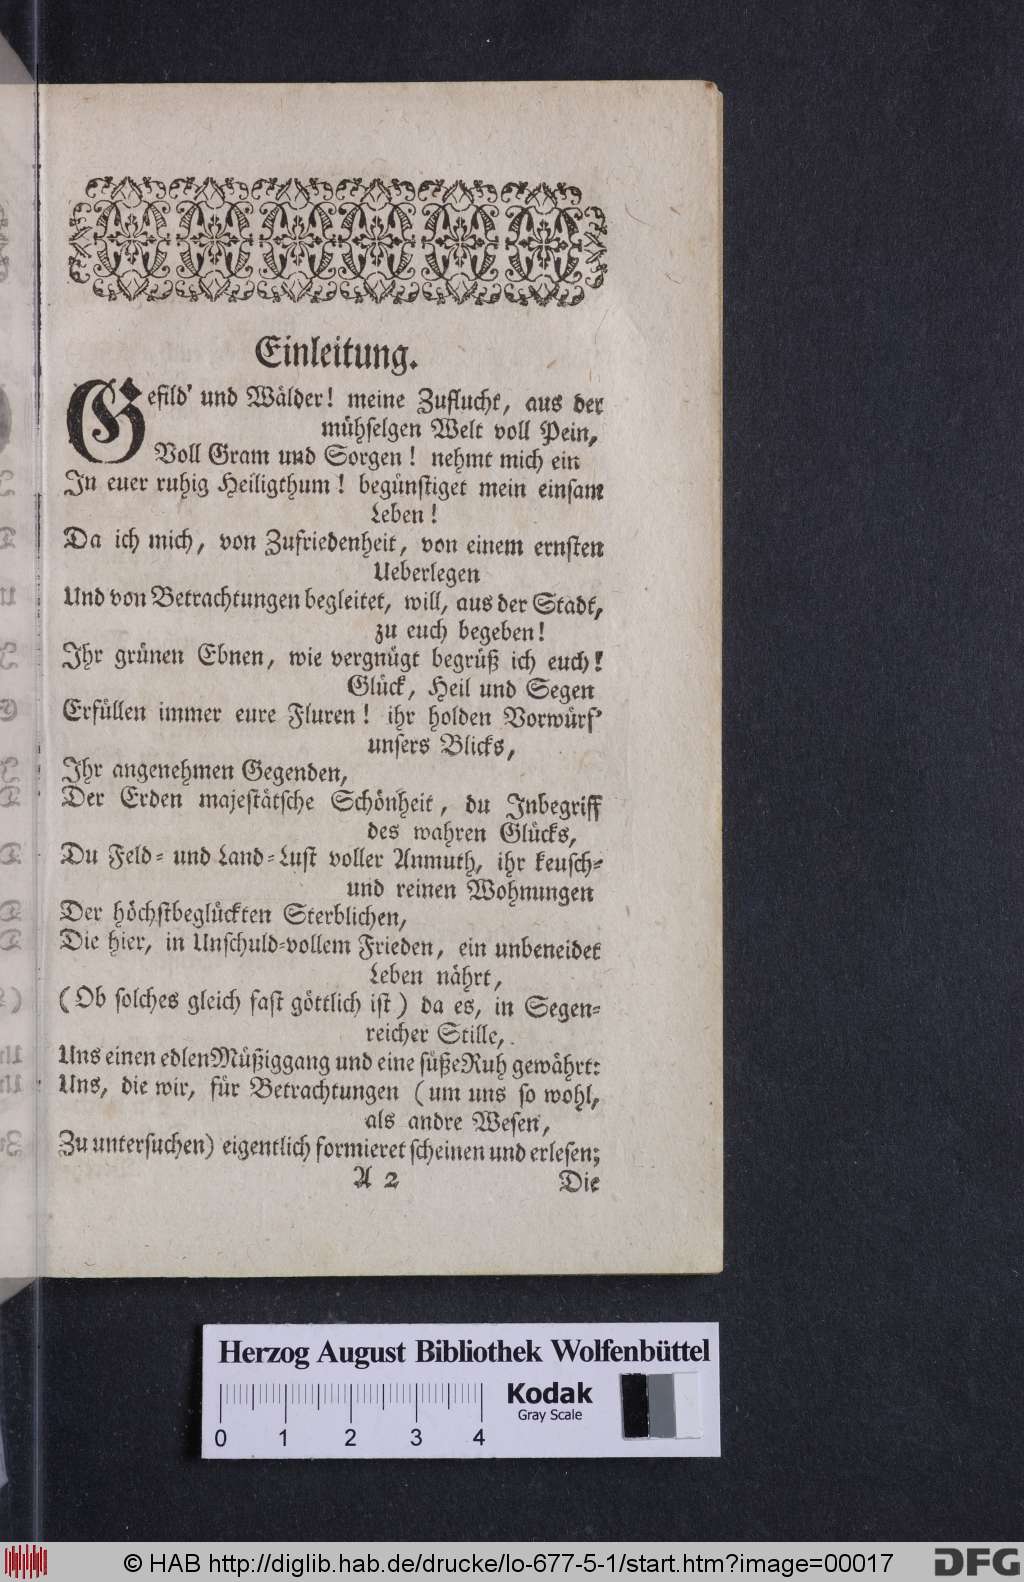 Einleitung.
Gefild' und Wälder! meine Zuflucht, aus der
mühselgen Welt voll Pein,
Voll Gram und Sorgen! nehmt mich ein
In euer ruhig Heiligthum! begünstiget mein einsam
Leben!
Da ich mich, von Zufriedenheit, von einem ernsten
Ueberlegen
Und von Betrachtungen begleitet, will, aus der Stadt,
zu euch begeben!
Ihr grünen Ebnen, wie vergnügt begrüß ich euch!
Glück, Heil und Segen
Erfüllen immer eure Fluren! ihr holden Vorwürf'
unsers Blicks,
Ihr angenehmen Gegenden,
Der Erden majestätsche Schönheit, du Inbegriff
des wahren Glücks,
Du Feld- und Land-Lust voller Anmuth, ihr keusch-
und reinen Wohnungen
Der höchstbeglückten Sterblichen,
Die hier, in Unschuld-vollem Frieden, ein unbeneidet
Leben nährt,
(Ob solches gleich fast göttlich ist) da es, in Segen-
reicher Stille,
Uns einen edlen Müßiggang und eine süße Ruh gewährt:
Uns, die wir, für Betrachtungen (um uns so wohl,
als andre Wesen,
Zu untersuchen) eigentlich formieret scheinen und erlesen;
A 2
Die
Herzog August Bibliothek Wolfenbüttel
Kodak
Gray Scale
0 1 2 3 4
© HAB http://diglib.hab.de/drucke/lo-677-5-1/start.htm?image=00017
DFG